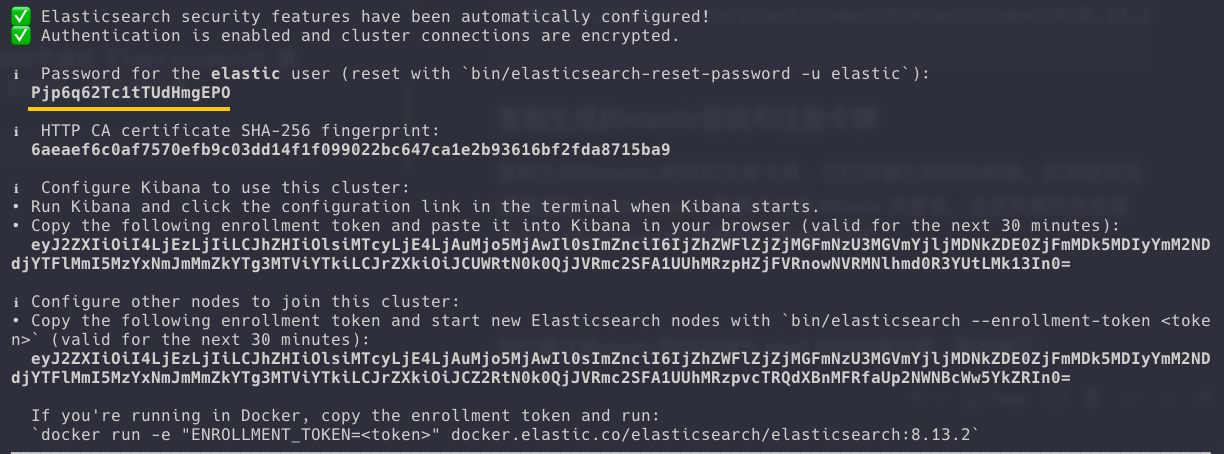 ✅ Elasticsearch security features have been automatically configured!
✅ Authentication is enabled and cluster connections are encrypted.
ℹ Password for the elastic user (reset with `bin/elasticsearch-reset-password -u elastic`):
Pjp6q62Tc1tTUdHmgEPO
ℹ HTTP CA certificate SHA-256 fingerprint:
6aeaef6c0af7570efb9c03dd14f1f099022bc647ca1e2b93616bf2fda8715ba9
ℹ Configure Kibana to use this cluster:
• Run Kibana and click the configuration link in the terminal when Kibana starts.
• Copy the following enrollment token and paste it into Kibana in your browser (valid for the next 30 minutes):
eyJ2ZXIiOiI4LjEzLjIiLCJhZHIiOlsiMTcyLjE4LjAuMjo5MjAwIl0sImZnciI6IjZhZWFlZjZjMGFmNzU3MGVmYjljMDNkZDE0ZjFmMDk5MDIyYmM2ND
djYTFlMmI5MzYxNmJmMmZkYTg3MTViYTkiLCJrZXkiOiJCUWRtN0k0QjJVRmc2SFA1UUhMRzpHZjFVRnowNVRMNlhmd0R3YUtLMk13In0=
ℹ Configure other nodes to join this cluster:
• Copy the following enrollment token and start new Elasticsearch nodes with `bin/elasticsearch --enrollment-token <toke
n>` (valid for the next 30 minutes):
eyJ2ZXIiOiI4LjEzLjIiLCJhZHIiOlsiMTcyLjE4LjAuMjo5MjAwIl0sImZnciI6IjZhZWFlZjZjMGFmNzU3MGVmYjljMDNkZDE0ZjFmMDk5MDIyYmM2ND
djYTFlMmI5MzYxNmJmMmZkYTg3MTViYTkiLCJrZXkiOiJCZ2RtN0k0QjJVRmc2SFA1UUhMRzpvcTRQdXBnMFRfaUp2NWNBcWw5YkZRIn0=
If you're running in Docker, copy the enrollment token and run:
`docker run -e "ENROLLMENT_TOKEN=<token>" docker.elastic.co/elasticsearch/elasticsearch:8.13.2`